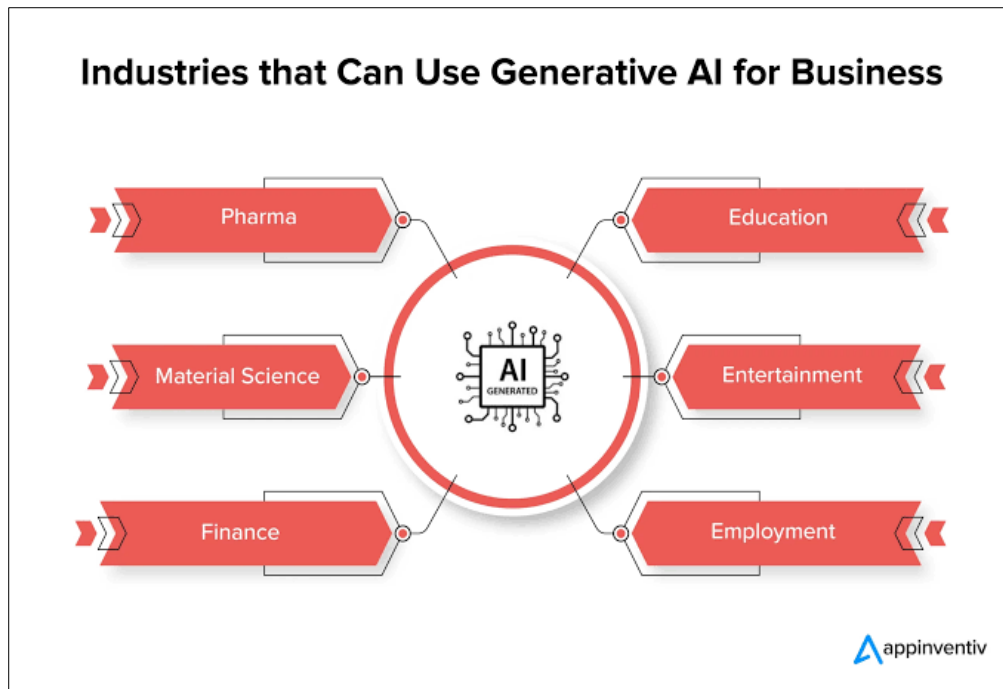 Industries that Can Use Generative AI for Business
Pharma
Education
Material Science
AI
GENERATED
Entertainment
Finance
Employment
appinventiv